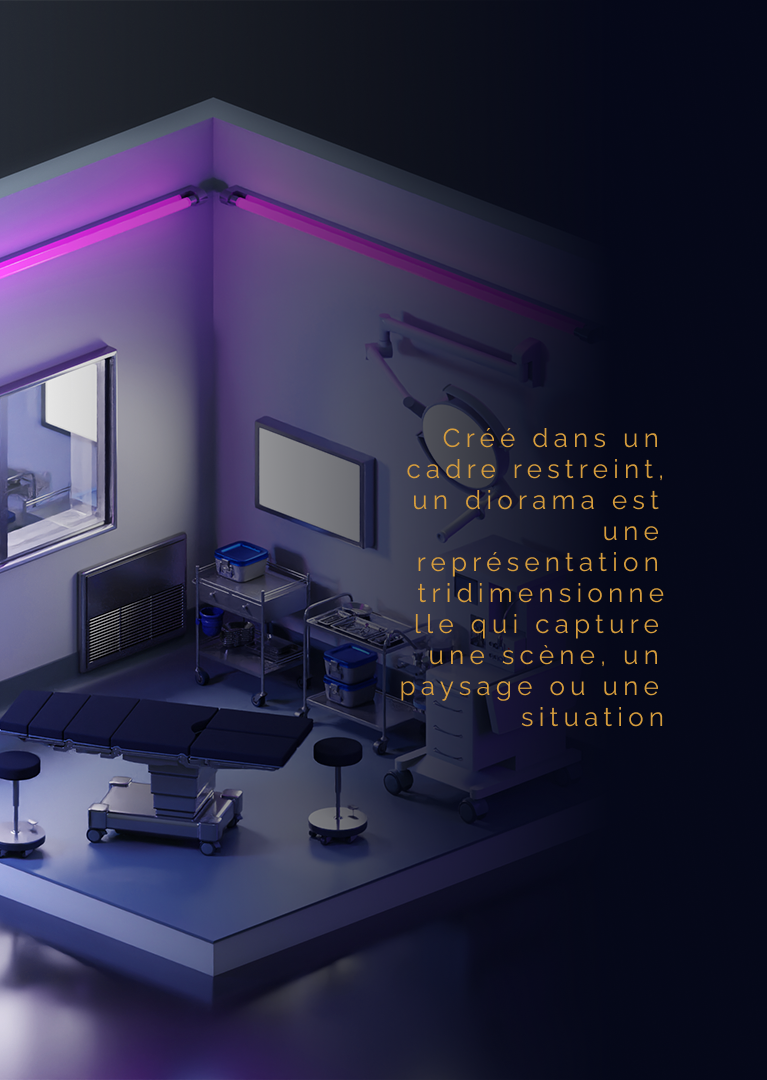 Créé dans un
cadre restreint,
un diorama est
une
représentation
tridimensionne
lle qui capture
une scène, un
paysage ou une
situation